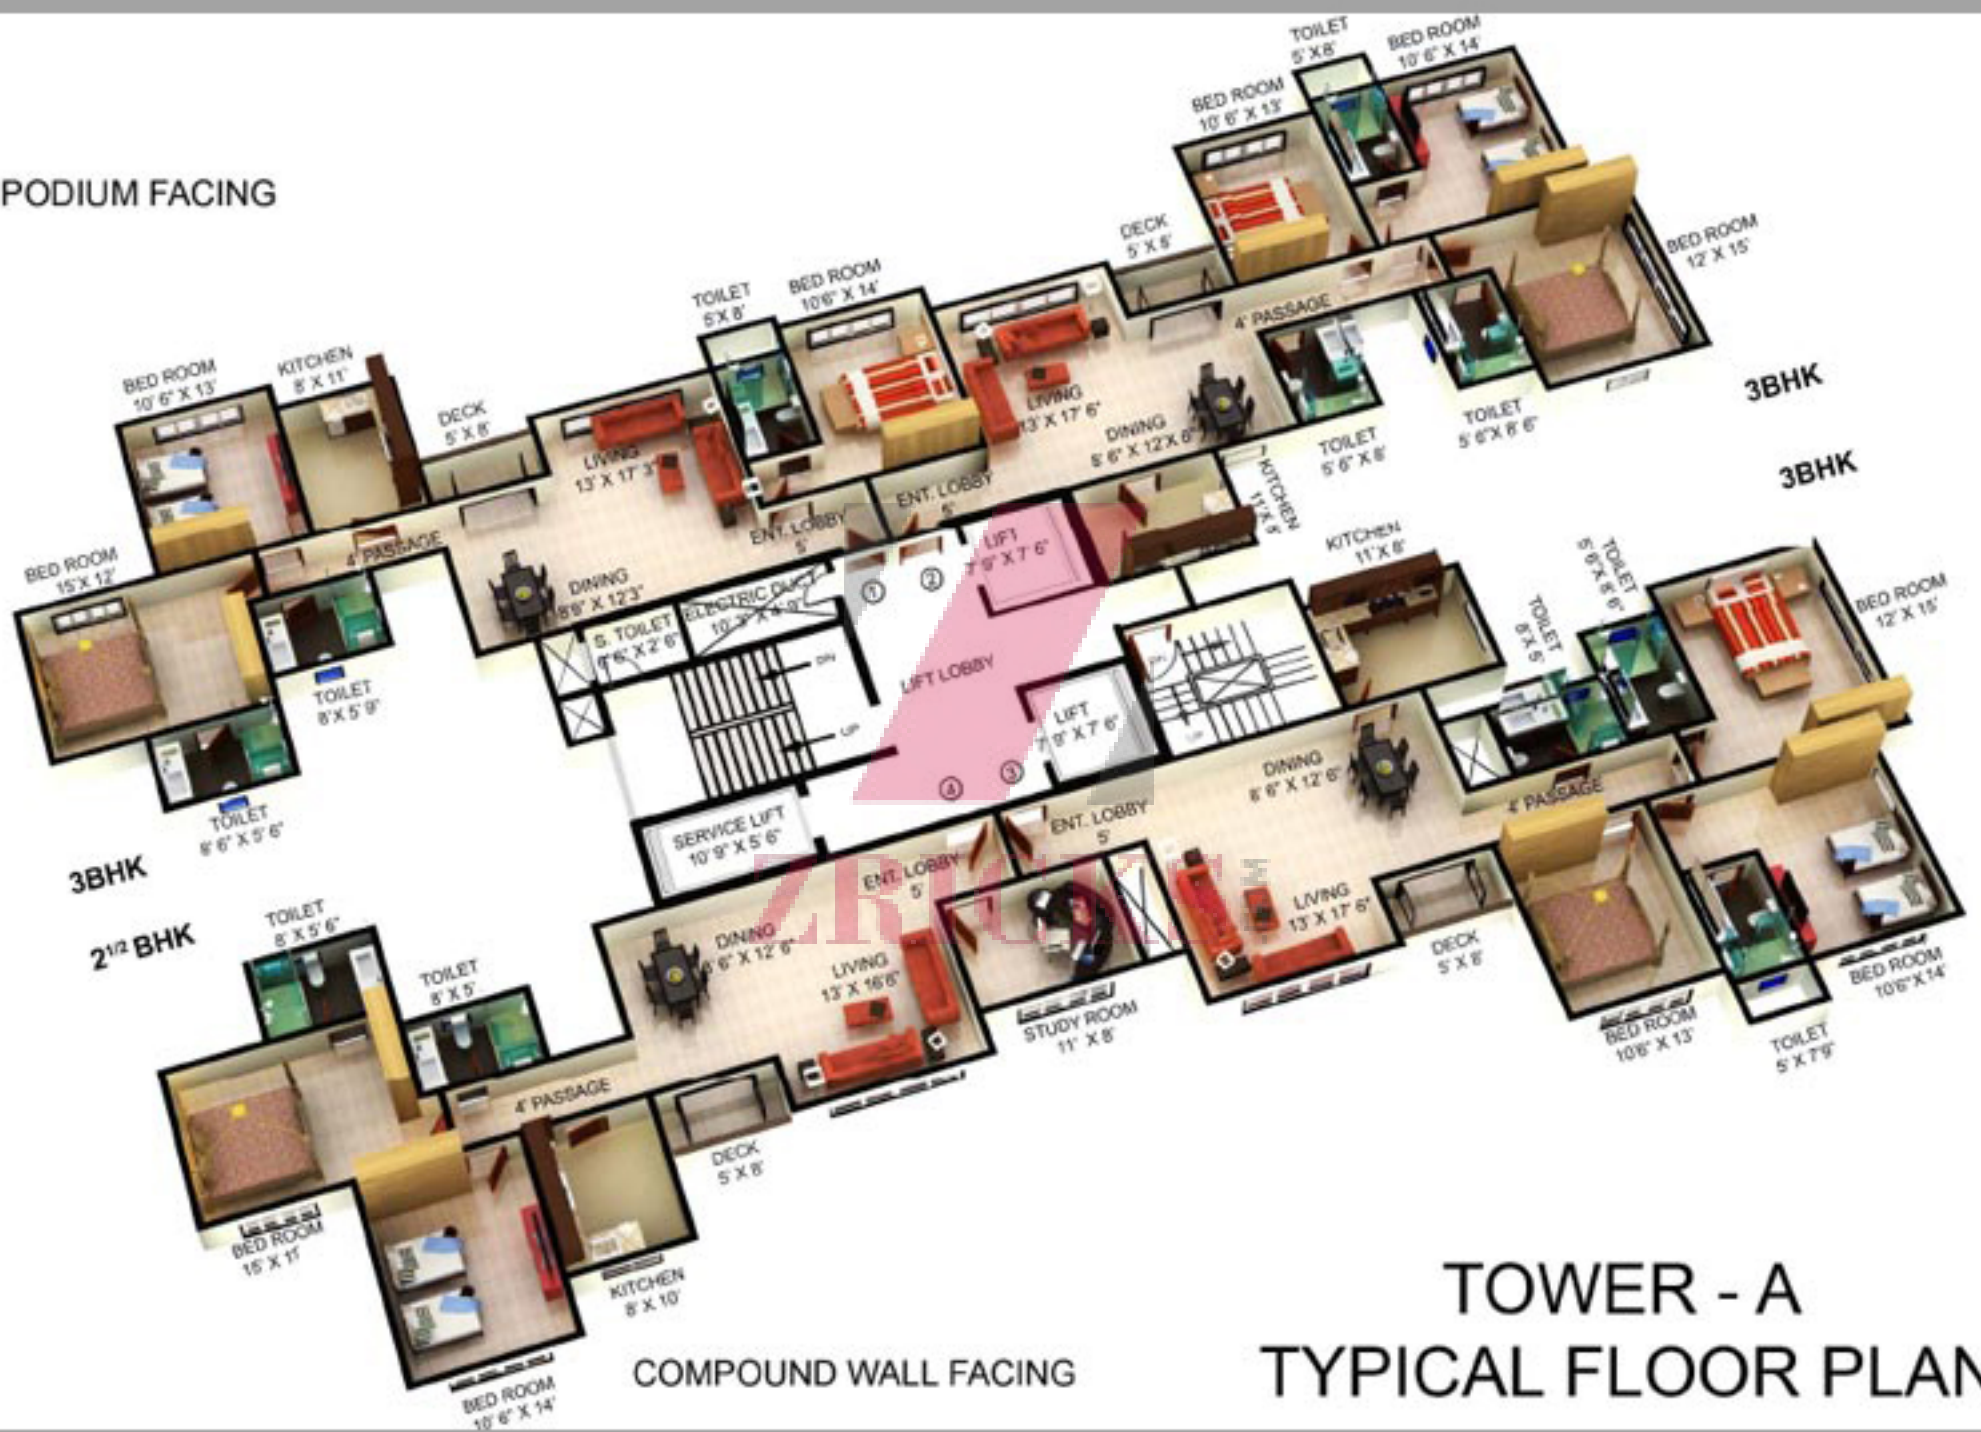 PODIUM FACING
TOILET
5' X 8'
BED ROOM
10' 6" X 14'
BED ROOM
10' 6" X 13'
DECK
5' X 8'
BED ROOM
12' X 15'
4' PASSAGE
TOILET
5' 6" X 8' 6"
TOILET
5' 6" X 8'
LIVING
13' X 17' 6"
DINING
8' 6" X 12' X 6"
KITCHEN
ENT. LOBBY
5'
3BHK
TOILET
5' X 8'
BED ROOM
10'6" X 14'
BED ROOM
10' 6" X 13'
KITCHEN
8' X 11'
DECK
5' X 8'
LIVING
13' X 17' 3"
ENT. LOBBY
5'
4' PASSAGE
BED ROOM
15' X 12'
DINING
8'6" X 12'3"
TOILET
8' X 5' 9"
TOILET
8' 6" X 5' 6"
3BHK
S. TOILET
ELECTRIC DUCT
LIFT
7' 9" X 7' 6"
①
②
DN
UP
LIFT LOBBY
LIFT
7' 9" X 7' 6"
③
④
SERVICE LIFT
10' 9" X 5' 6"
3BHK
KITCHEN
11' X 8'
TOILET
5' 6" X 8' 6"
TOILET
8' X 5'
BED ROOM
12' X 15'
DINING
8' 6" X 12' 6"
4' PASSAGE
ENT. LOBBY
5'
LIVING
13' X 17' 6"
DECK
5' X 8'
BED ROOM
10'6" X 13'
BED ROOM
10'6" X 14'
TOILET
5' X 7'9"
2 1/2 BHK
TOILET
8' X 5' 6"
TOILET
8' X 5'
ENT. LOBBY
5'
DINING
8' 6" X 12' 6"
LIVING
13' X 16'6"
STUDY ROOM
11' X 8'
4' PASSAGE
DECK
5' X 8'
BED ROOM
15' X 11'
KITCHEN
8' X 10'
BED ROOM
10' 6" X 14'
ZRICKS
COMPOUND WALL FACING
TOWER - A
TYPICAL FLOOR PLAN